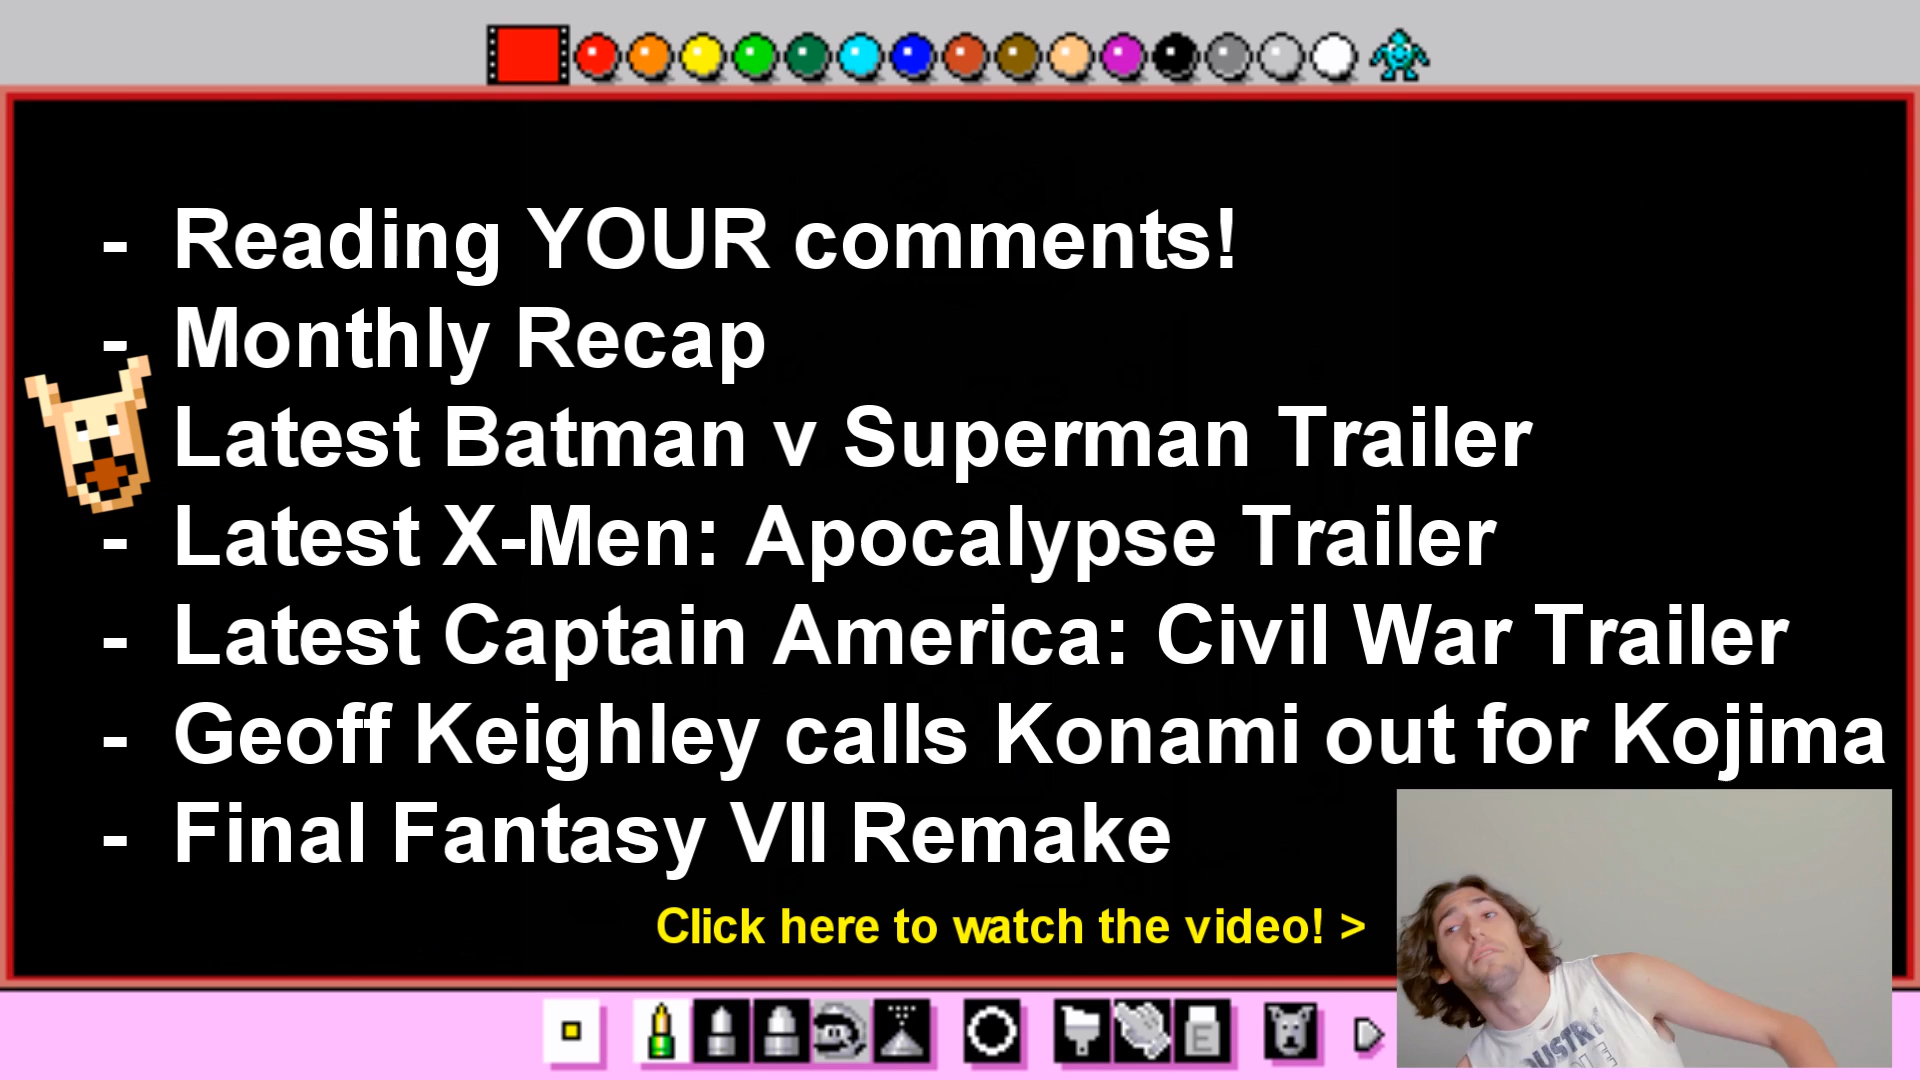 - Reading YOUR comments!
- Monthly Recap
Latest Batman v Superman Trailer
- Latest X-Men: Apocalypse Trailer
- Latest Captain America: Civil War Trailer
- Geoff Keighley calls Konami out for Kojima
- Final Fantasy VII Remake
Click here to watch the video! >
E